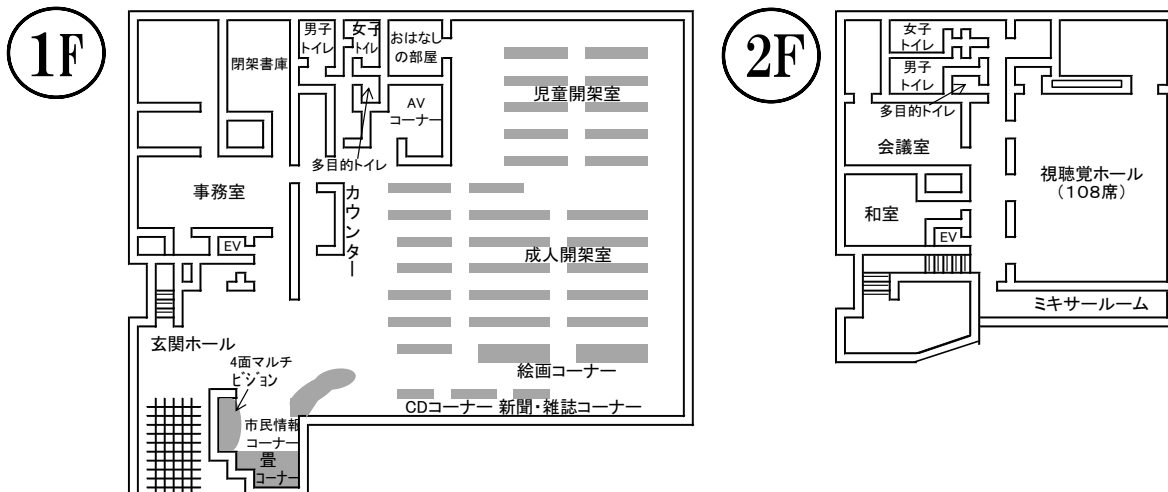 1F
男子
トイレ
女子
トイレ
おはなし
の部屋
閉架書庫
児童開架室
AV
コーナー
多目的トイレ
事務室
カウンター
EV
成人開架室
玄関ホール
4面マルチ
ビジョン
絵画コーナー
CDコーナー 新聞・雑誌コーナー
市民情報
コーナー
畳
コーナー
2F
女子
トイレ
男子
トイレ
多目的トイレ
会議室
視聴覚ホール
（108席）
和室
EV
ミキサールーム